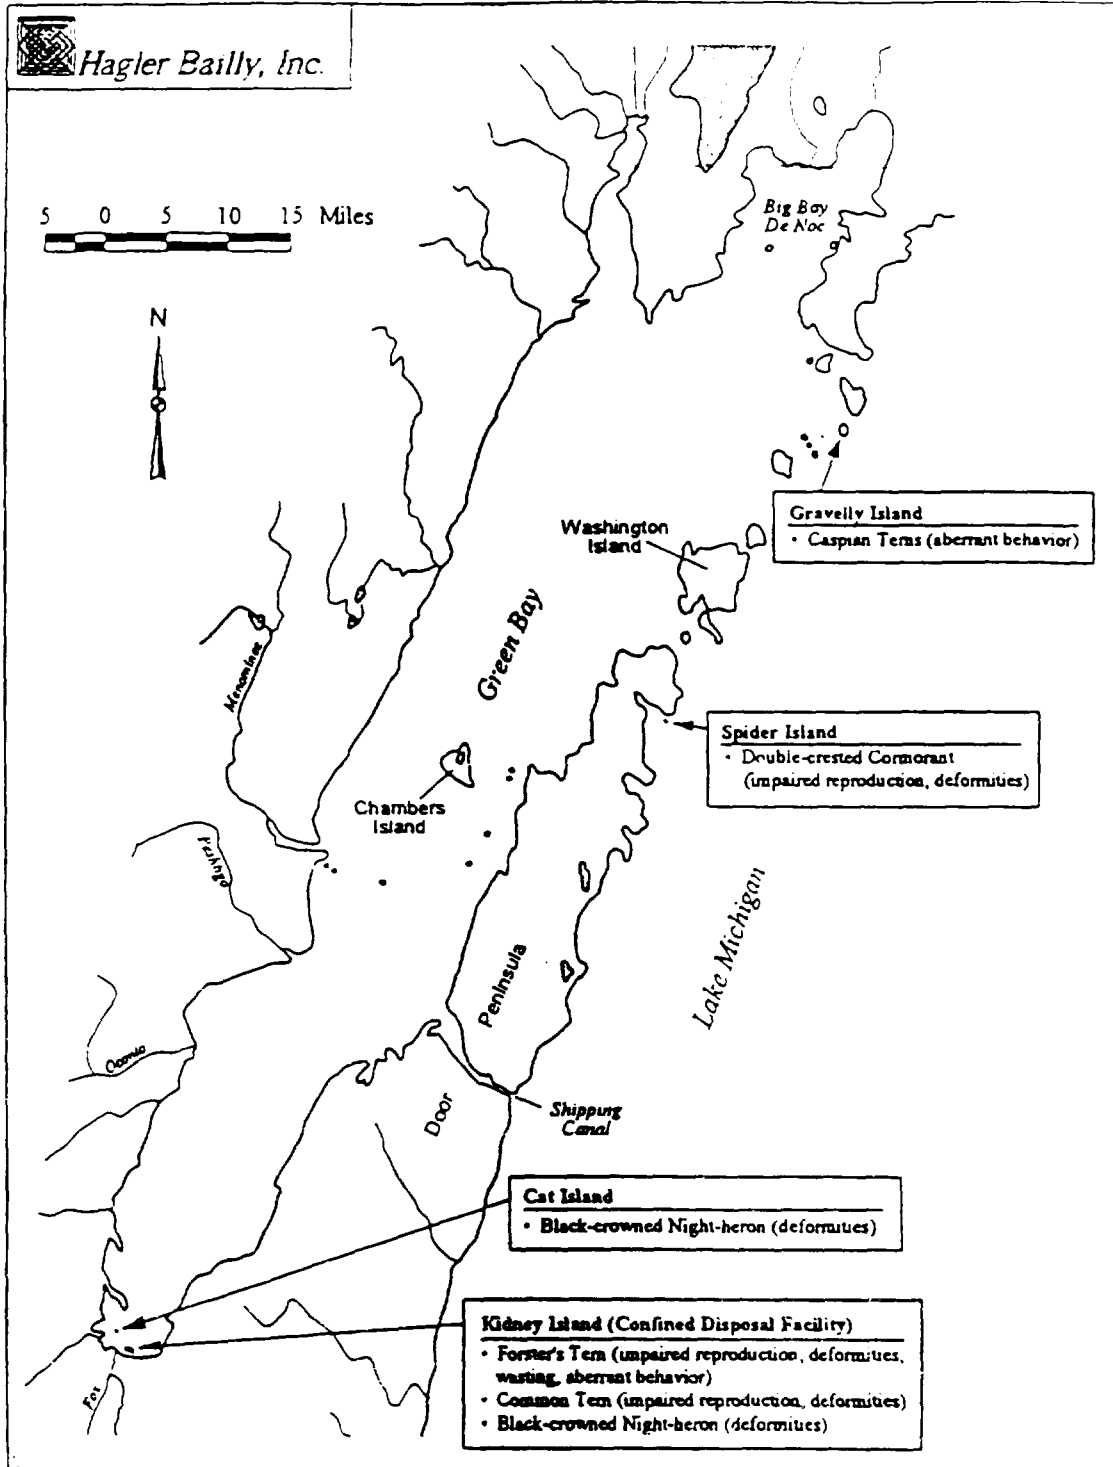 Hagler Bailly, Inc.
5 0 5 10 15 Miles
N
Big Bay
De Noc
Gravelly Island
• Caspian Terns (aberrant behavior)
Washington
Island
Green Bay
Menominee
Spider Island
• Double-crested Cormorant
(impaired reproduction, deformities)
Chambers
Island
Peshtigo
Lake Michigan
Peninsula
Oconto
Door
Shipping
Canal
Cat Island
• Black-crowned Night-heron (deformities)
Kidney Island (Confined Disposal Facility)
• Forster's Tern (impaired reproduction, deformities,
wasting, aberrant behavior)
• Common Tern (impaired reproduction, deformities)
• Black-crowned Night-heron (deformities)
Fox